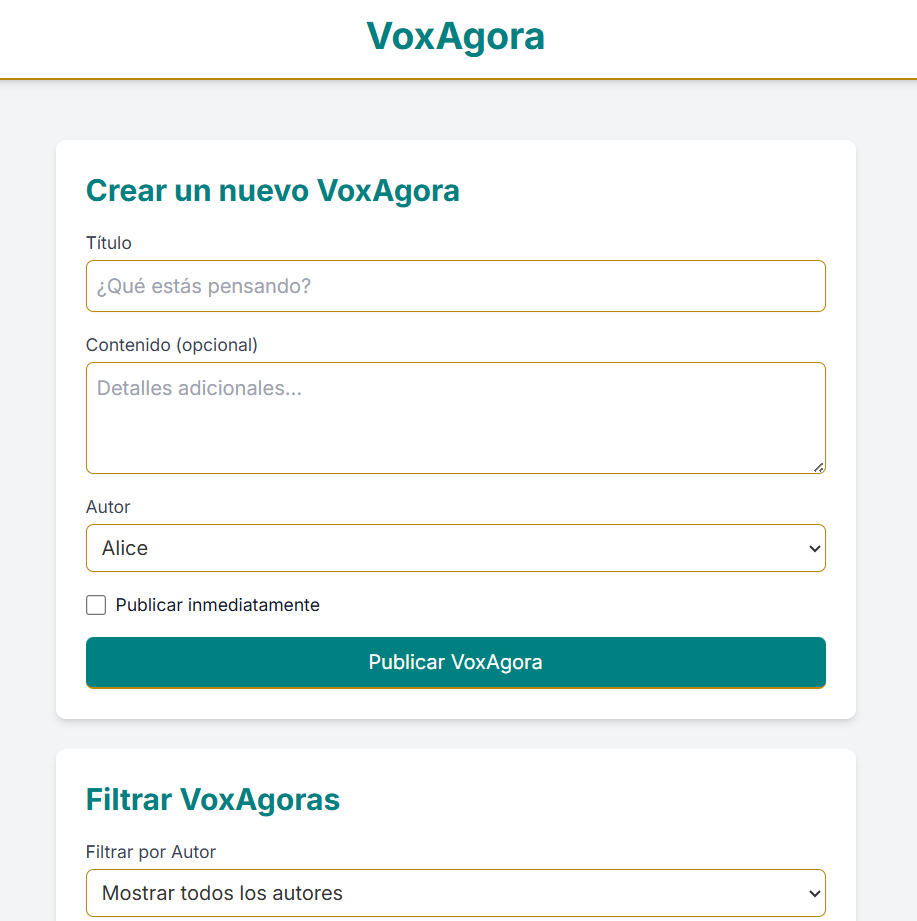 VoxAgora
Crear un nuevo VoxAgora
Título
¿Qué estás pensando?
Contenido (opcional)
Detalles adicionales...
Autor
Alice
Publicar inmediatamente
Publicar VoxAgora
Filtrar VoxAgoras
Filtrar por Autor
Mostrar todos los autores